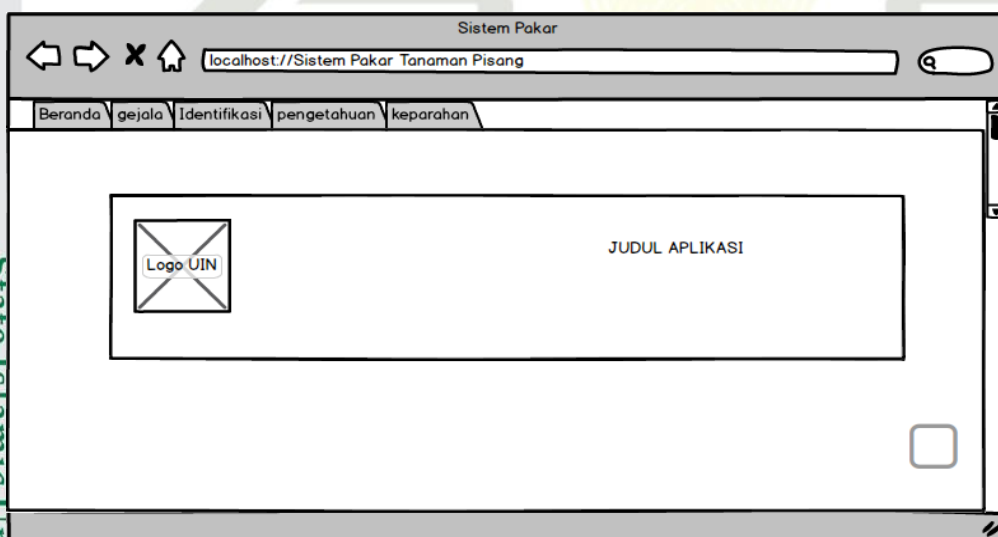 Sistem Pakar
localhost://Sistem Pakar Tanaman Pisang
Beranda gejala Identifikasi pengetahuan keparahan
Logo UIN
JUDUL APLIKASI